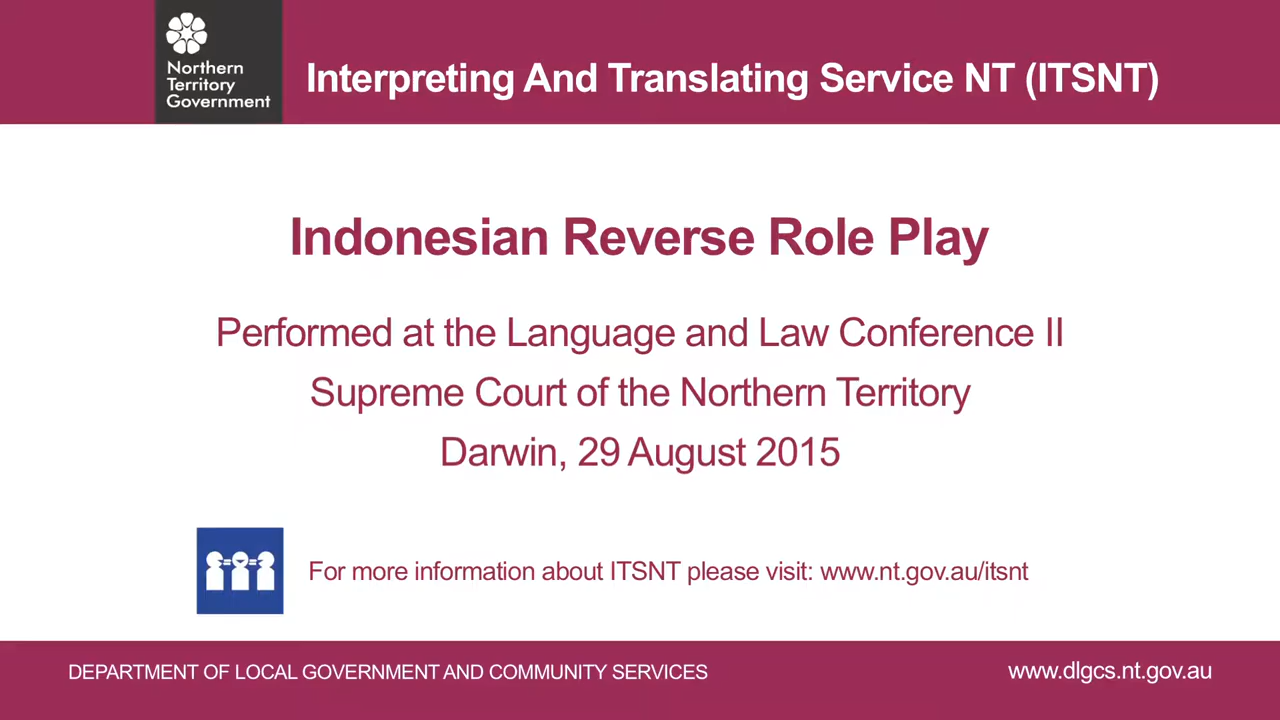 Northern
Territory
Government
Interpreting And Translating Service NT (ITSNT)
Indonesian Reverse Role Play
Performed at the Language and Law Conference II
Supreme Court of the Northern Territory
Darwin, 29 August 2015
For more information about ITSNT please visit: www.nt.gov.au/itsnt
DEPARTMENT OF LOCAL GOVERNMENT AND COMMUNITY SERVICES
www.dlgcs.nt.gov.au